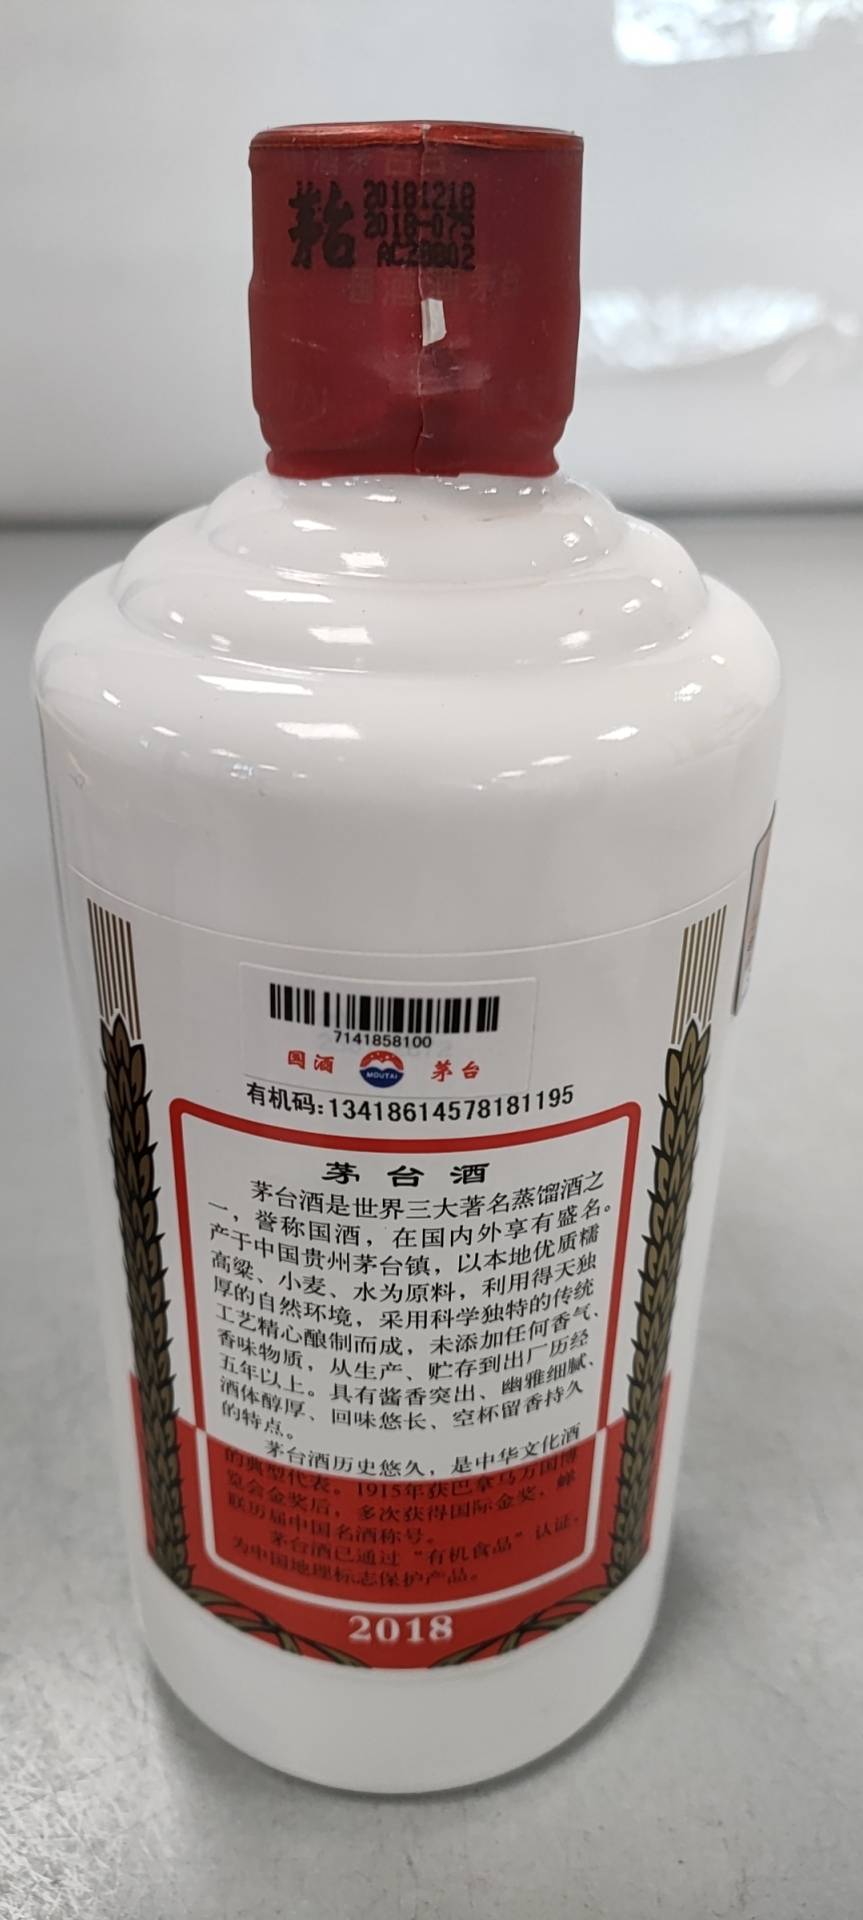 茅台
20181218
2018-075
7141858100
国酒
MOUTAI
茅台
有机码:13418614578181195
茅台酒
茅台酒是世界三大著名蒸馏酒之
一，誉称国酒，在国内外享有盛名。
产于中国贵州茅台镇，以本地优质糯
高粱、小麦、水为原料，利用得天独
厚的自然环境，采用科学独特的传统
工艺精心酿制而成，未添加任何香气、
香味物质，从生产、贮存到出厂历经
五年以上。具有酱香突出、幽雅细腻、
酒体醇厚、回味悠长、空杯留香持久
的特点。
茅台酒历史悠久，是中华文化酒
的典型代表。1915年获巴拿马万国博
览会金奖后，多次获得国际金奖，蝉
联历届中国名酒称号。
茅台酒已通过“有机食品”认证，
为中国地理标志保护产品。
2018